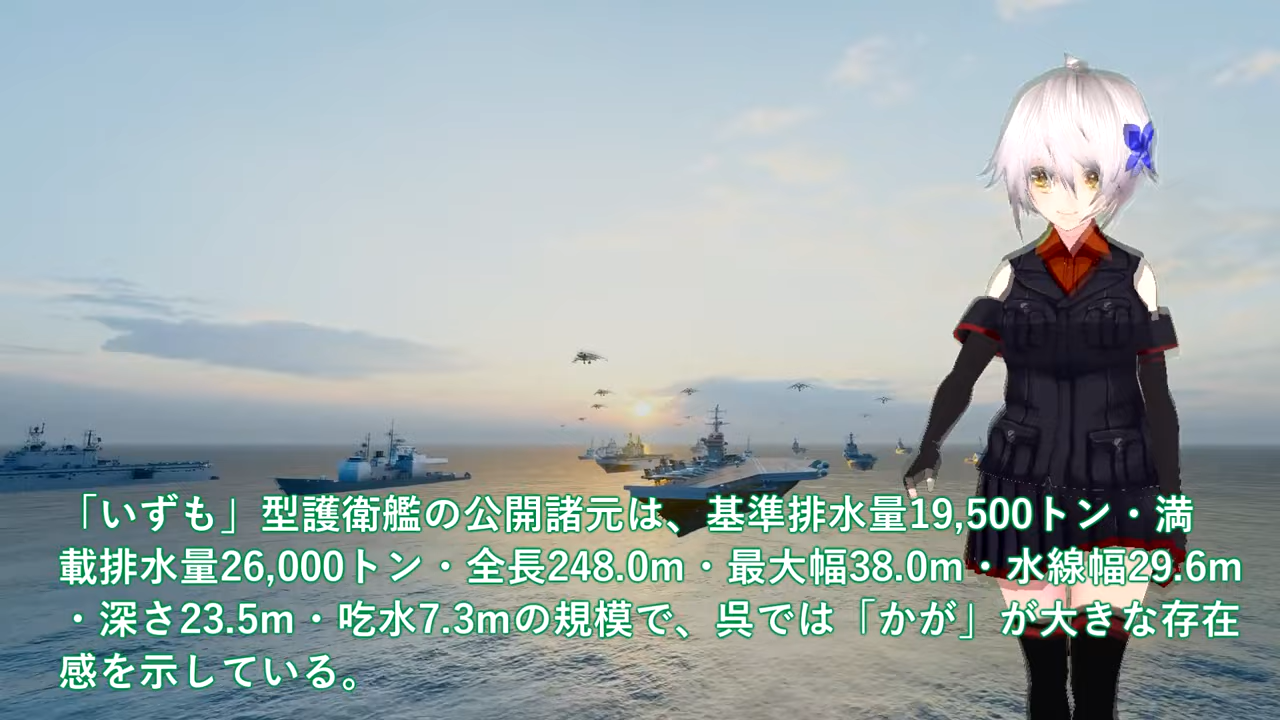 「いずも」型護衛艦の公開諸元は、基準排水量19,500トン・満
載排水量26,000トン・全長248.0m・最大幅38.0m・水線幅29.6m
・深さ23.5m・吃水7.3mの規模で、呉では「かが」が大きな存在
感を示している。